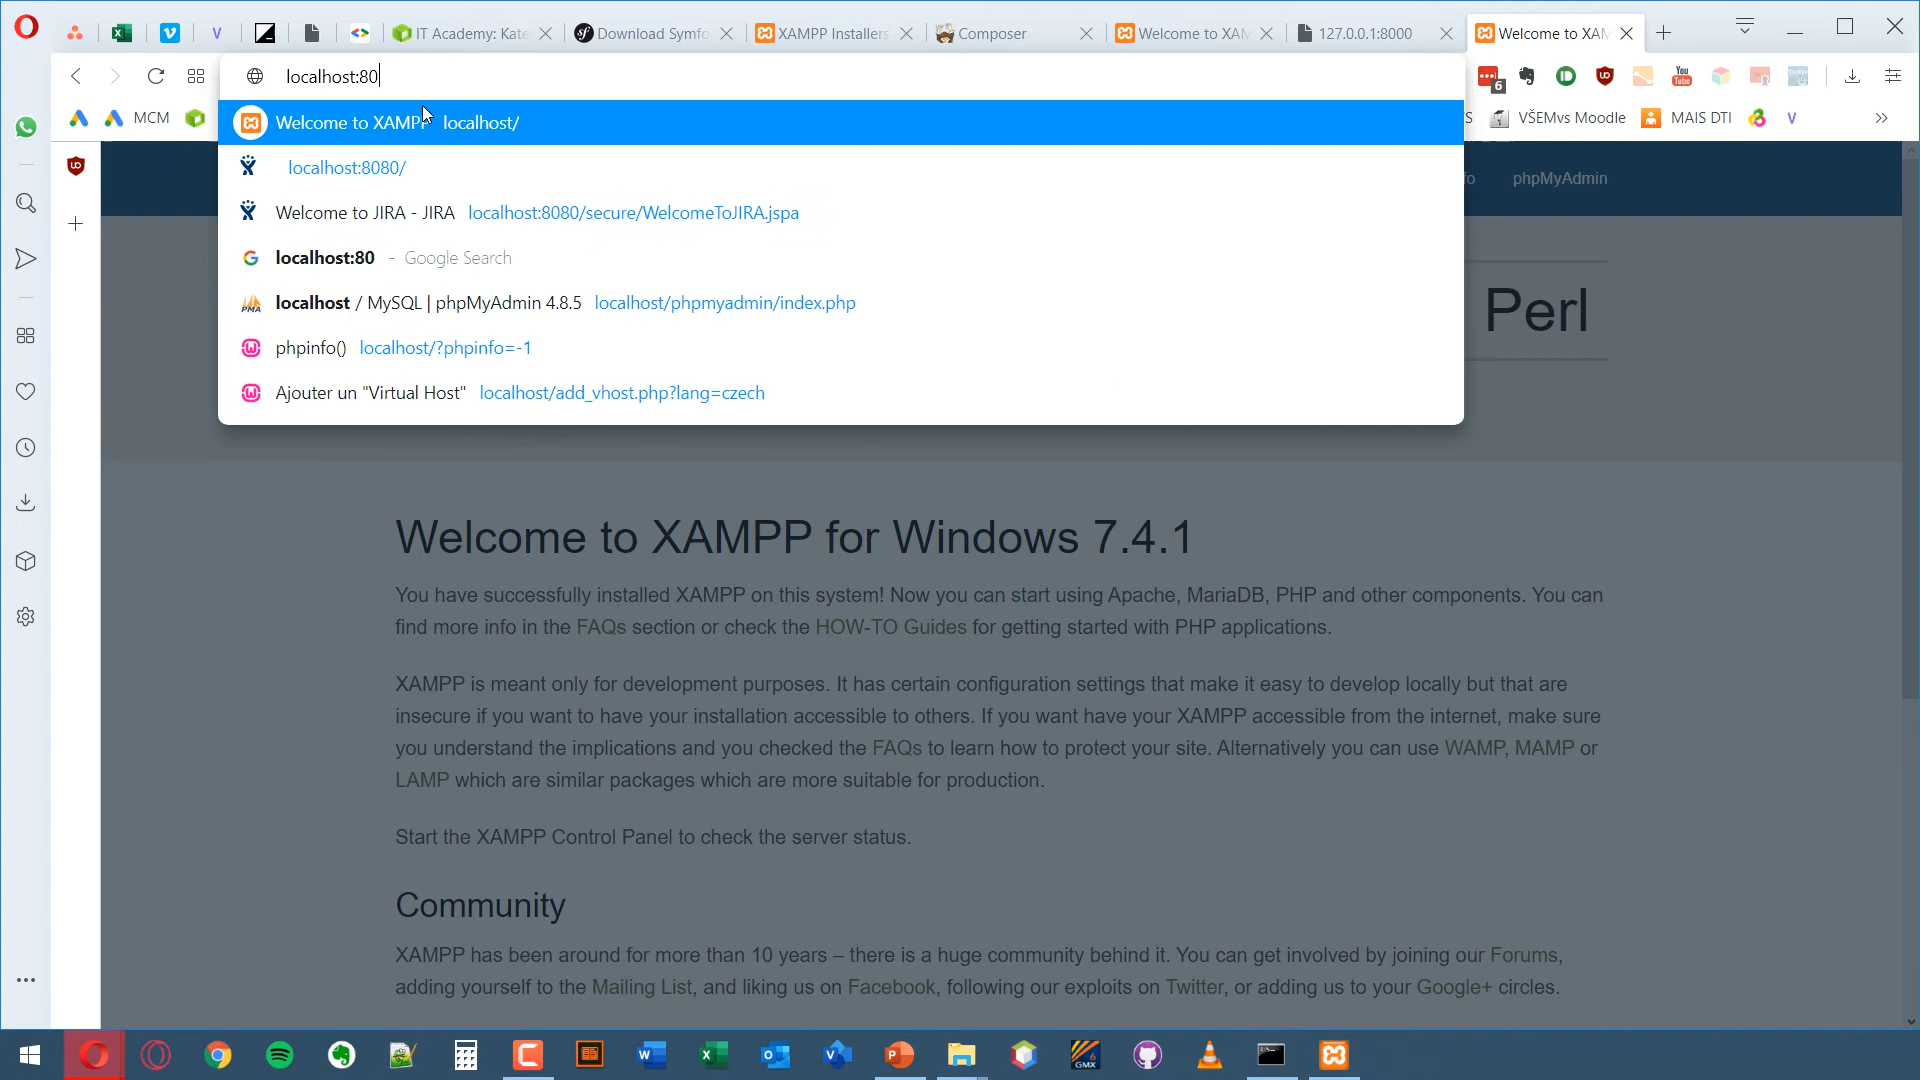 IT Academy: Kate
Download Symfo
XAMPP Installers
Composer
Welcome to XAM
127.0.0.1:8000
Welcome to XAM
localhost:80
6
You
Tube
MCM
S
VŠEMvs Moodle
MAIS DTI
Welcome to XAMPP localhost/
localhost:8080/
Welcome to JIRA - JIRA localhost:8080/secure/WelcomeToJIRA.jspa
localhost:80 - Google Search
localhost / MySQL | phpMyAdmin 4.8.5 localhost/phpmyadmin/index.php
PMA
phpinfo() localhost/?phpinfo=-1
Ajouter un "Virtual Host" localhost/add_vhost.php?lang=czech
fo
phpMyAdmin
Perl
Welcome to XAMPP for Windows 7.4.1
You have successfully installed XAMPP on this system! Now you can start using Apache, MariaDB, PHP and other components. You can
find more info in the FAQs section or check the HOW-TO Guides for getting started with PHP applications.
XAMPP is meant only for development purposes. It has certain configuration settings that make it easy to develop locally but that are
insecure if you want to have your installation accessible to others. If you want have your XAMPP accessible from the internet, make sure
you understand the implications and you checked the FAQs to learn how to protect your site. Alternatively you can use WAMP, MAMP or
LAMP which are similar packages which are more suitable for production.
Start the XAMPP Control Panel to check the server status.
Community
XAMPP has been around for more than 10 years – there is a huge community behind it. You can get involved by joining our Forums,
adding yourself to the Mailing List, and liking us on Facebook, following our exploits on Twitter, or adding us to your Google+ circles.
GMX